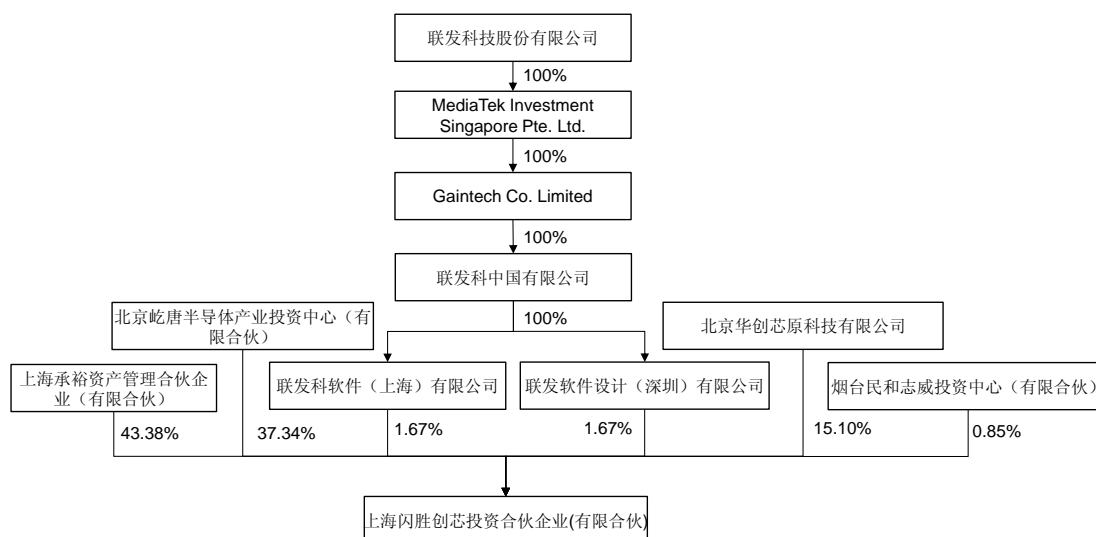 联发科技股份有限公司
100%
MediaTek Investment
Singapore Pte. Ltd.
100%
Gaintech Co. Limited
100%
联发科中国有限公司
100%
北京屹唐半导体产业投资中心（有
限合伙）
北京华创芯原科技有限公司
上海承裕资产管理合伙企
业（有限合伙）
联发科软件（上海）有限公司
联发软件设计（深圳）有限公司
烟台民和志威投资中心（有限合伙）
43.38%
37.34%
1.67%
1.67%
15.10%
0.85%
上海闪胜创芯投资合伙企业(有限合伙)